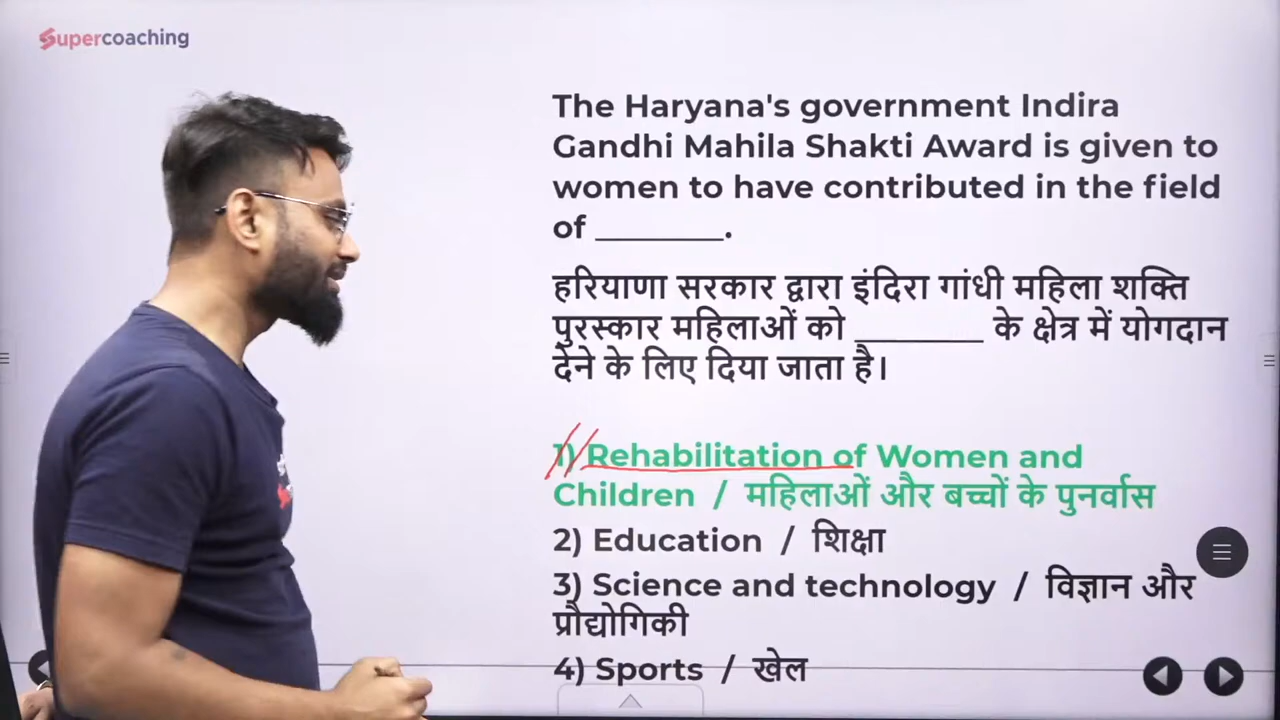 Supercoaching
The Haryana's government Indira
Gandhi Mahila Shakti Award is given to
women to have contributed in the field
of ________.
हरियाणा सरकार द्वारा इंदिरा गांधी महिला शक्ति
पुरस्कार महिलाओं को ________ के क्षेत्र में योगदान
देने के लिए दिया जाता है।
1) Rehabilitation of Women and
Children / महिलाओं और बच्चों के पुनर्वास
2) Education / शिक्षा
3) Science and technology / विज्ञान और
प्रौद्योगिकी
4) Sports / खेल